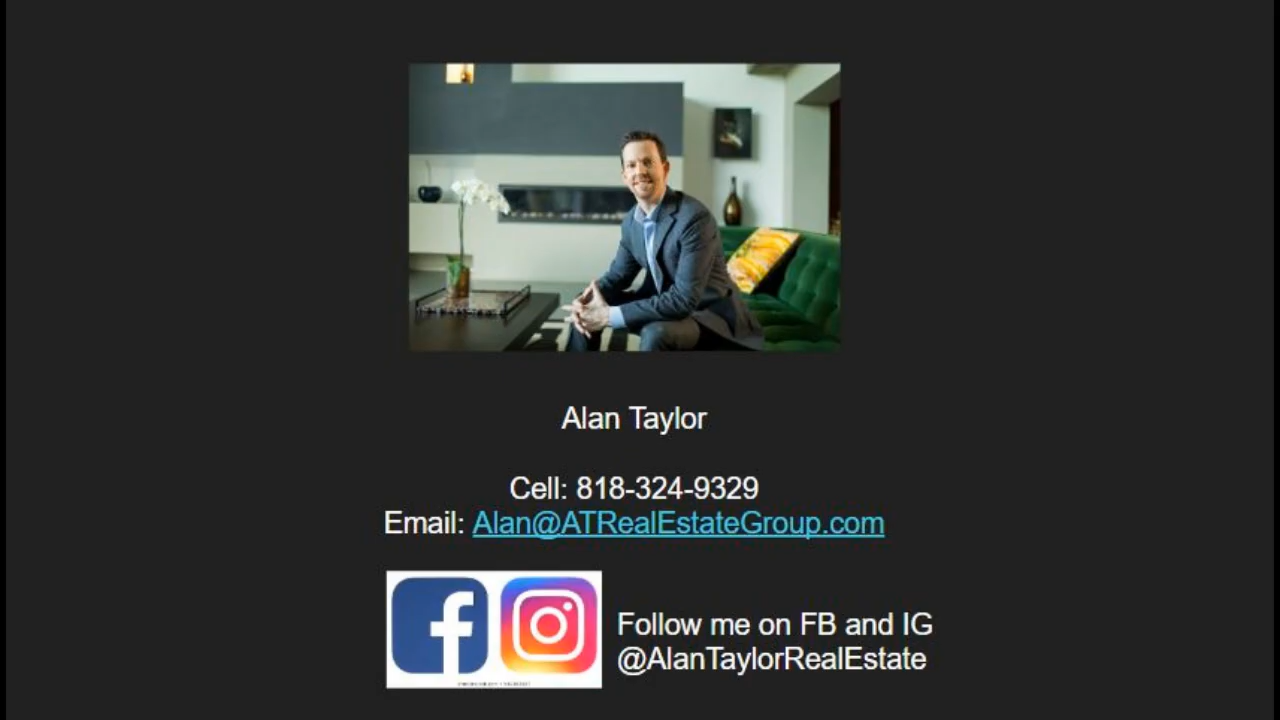 Alan Taylor
Cell: 818-324-9329
Email: Alan@ATRealEstateGroup.com
Follow me on FB and IG
@AlanTaylorRealEstate